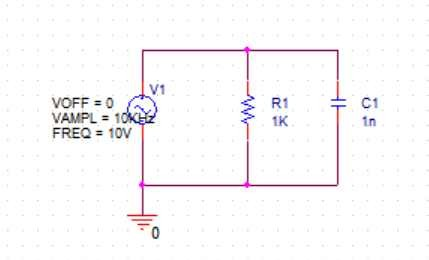 V1
VOFF = 0
VAMPL = 10KHz
FREQ = 10V
R1
1K
C1
1n
0